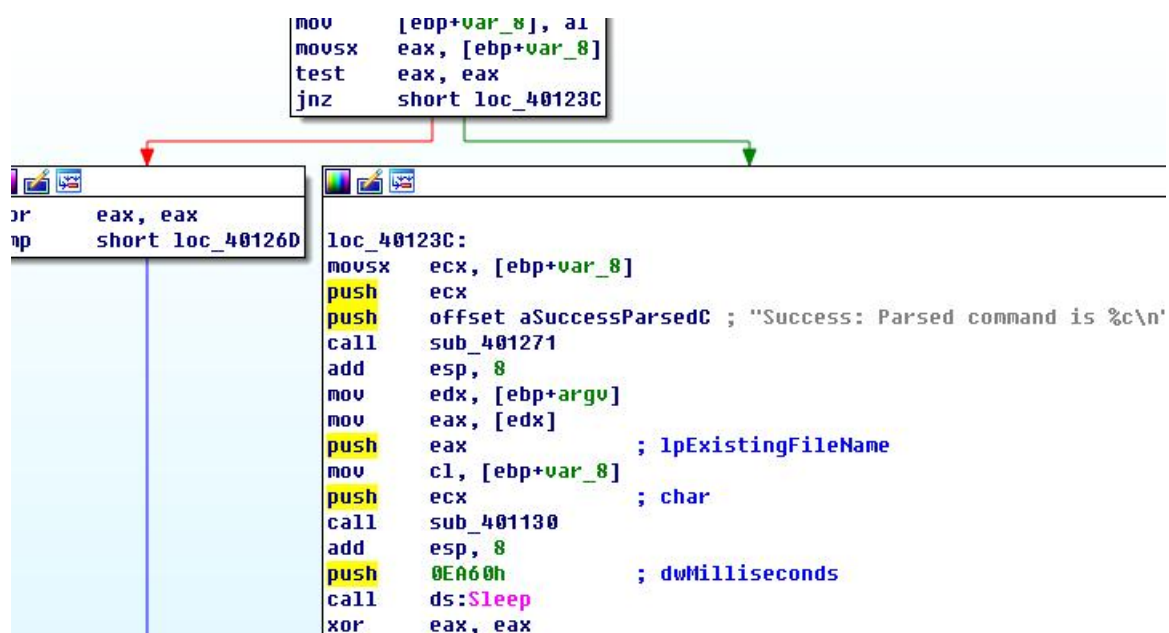 mov [ebp+var_8], al
movsx eax, [ebp+var_8]
test eax, eax
jnz short loc_40123C
eax, eax
short loc_40126D
loc_40123C:
movsx ecx, [ebp+var_8]
push ecx
push offset aSuccessParsedC ; "Success: Parsed command is %c\n"
call sub_401271
add esp, 8
mov edx, [ebp+argv]
mov eax, [edx]
push eax ; lpExistingFileName
mov cl, [ebp+var_8]
push ecx ; char
call sub_401130
add esp, 8
push 0EA60h ; dwMilliseconds
call ds:Sleep
xor eax, eax